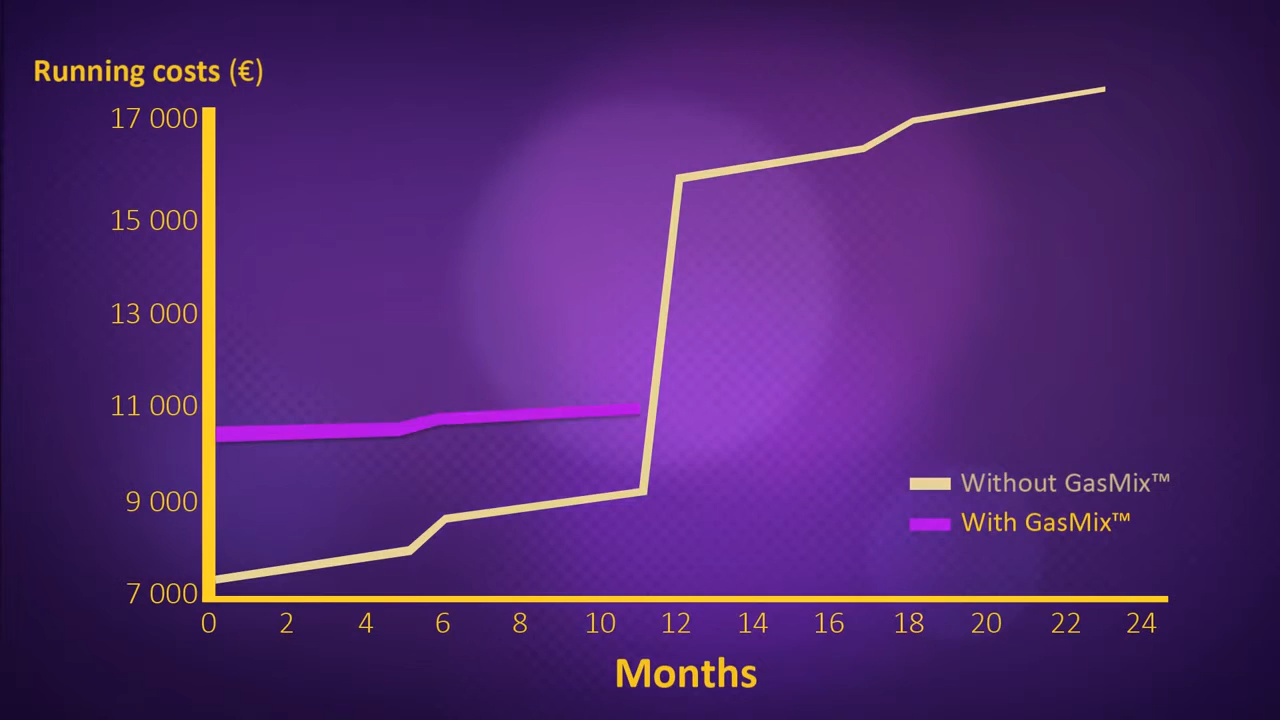 Running costs (€)
17 000
15 000
13 000
11 000
9 000
7 000
0 2 4 6 8 10 12 14 16 18 20 22 24
Months
Without GasMix™
With GasMix™